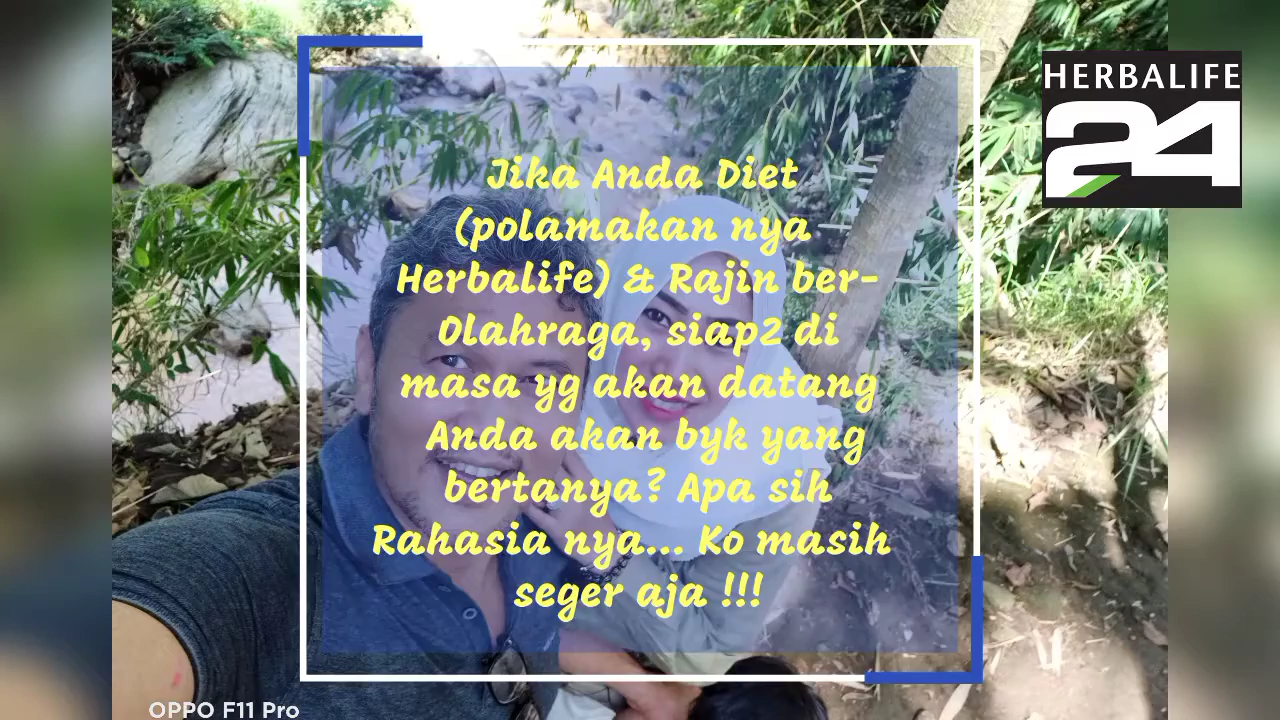 HERBALIFE
24
Jika Anda Diet
(polamakan nya
Herbalife) & Rajin ber-
Olahraga, siap2 di
masa yg akan datang
Anda akan byk yang
bertanya? Apa sih
Rahasia nya... Ko masih
seger aja !!!
OPPO F11 Pro